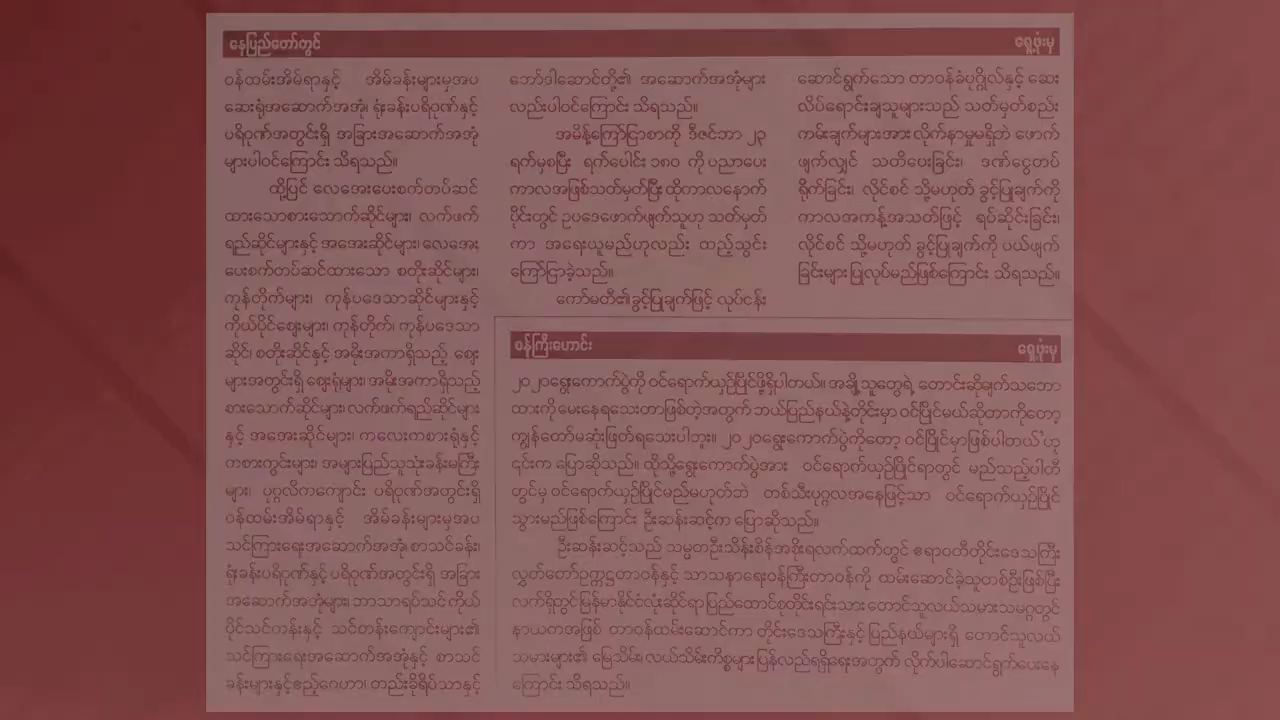 နေပြည်တော်တွင်
ရှေ့ဖုံးမှ
ဝန်ထမ်းအိမ်ရာနှင့် အိမ်ခန်းများမှအပ
ဆေးရုံအဆောက်အအုံ၊ ရုံးခန်းပရိဝုဏ်နှင့်
ပရိဝုဏ်အတွင်းရှိ အခြားအဆောက်အအုံ
များပါဝင်ကြောင်း သိရသည်။
ထို့ပြင် လေအေးပေးစက်တပ်ဆင်
ထားသောစားသောက်ဆိုင်များ၊ လက်ဖက်
ရည်ဆိုင်များနှင့် အအေးဆိုင်များ၊ လေအေး
ပေးစက်တပ်ဆင်ထားသော စတိုးဆိုင်များ၊
ကုန်တိုက်များ၊ ကုန်ပဒေသာဆိုင်များနှင့်
ကိုယ်ပိုင်ဈေးများ၊ ကုန်တိုက်၊ ကုန်ပဒေသာ
ဆိုင်၊ စတိုးဆိုင်နှင့် အမိုးအကာရှိသည့် ဈေး
များအတွင်းရှိ ဈေးရုံများ၊ အမိုးအကာရှိသည့်
စားသောက်ဆိုင်များ၊ လက်ဖက်ရည်ဆိုင်များ
နှင့် အအေးဆိုင်များ၊ ကလေးကစားရုံနှင့်
ကစားကွင်းများ၊ အများပြည်သူသုံးခန်းမကြီး
များ၊ ပုဂ္ဂလိကကျောင်း ပရိဝုဏ်အတွင်းရှိ
ဝန်ထမ်းအိမ်ရာနှင့် အိမ်ခန်းများမှအပ
သင်ကြားရေးအဆောက်အအုံ၊ စာသင်ခန်း၊
ရုံးခန်းပရိဝုဏ်နှင့် ပရိဝုဏ်အတွင်းရှိ အခြား
အဆောက်အအုံများ၊ ဘာသာရပ်သင်ကိုယ်
ပိုင်သင်တန်းနှင့် သင်တန်းကျောင်းများ၏
သင်ကြားရေးအဆောက်အအုံနှင့် စာသင်
ခန်းများနှင့်ဧည့်ဂေဟာ၊ တည်းခိုရိပ်သာနှင့်
ဘော်ဒါဆောင်တို့၏ အဆောက်အအုံများ
လည်းပါဝင်ကြောင်း သိရသည်။
အမိန့်ကြော်ငြာစာကို ဒီဇင်ဘာ ၂၃
ရက်မှစပြီး ရက်ပေါင်း ၁၈၀ ကို ပညာပေး
ကာလအဖြစ်သတ်မှတ်ပြီး ထိုကာလနောက်
ပိုင်းတွင် ဥပဒေဖောက်ဖျက်သူဟု သတ်မှတ်
ကာ အရေးယူမည်ဟုလည်း ထည့်သွင်း
ကြော်ငြာခဲ့သည်။
ကော်မတီ၏ခွင့်ပြုချက်ဖြင့် လုပ်ငန်း
ဆောင်ရွက်သော တာဝန်ခံပုဂ္ဂိုလ်နှင့် ဆေး
လိပ်ရောင်းချသူများသည် သတ်မှတ်စည်း
ကမ်းချက်များအား လိုက်နာမှုမရှိဘဲ ဖောက်
ဖျက်လျှင် သတိပေးခြင်း၊ ဒဏ်ငွေတပ်
ရိုက်ခြင်း၊ လိုင်စင် သို့မဟုတ် ခွင့်ပြုချက်ကို
ကာလအကန့်အသတ်ဖြင့် ရပ်ဆိုင်းခြင်း၊
လိုင်စင် သို့မဟုတ် ခွင့်ပြုချက်ကို ပယ်ဖျက်
ခြင်းများ ပြုလုပ်မည်ဖြစ်ကြောင်း သိရသည်။
ဝန်ကြီးဟောင်း
ရှေ့ဖုံးမှ
၂၀၂၀ရွေးကောက်ပွဲကို ဝင်ရောက်ယှဉ်ပြိုင်ဖို့ရှိပါတယ်။ အချို့သူတွေရဲ့ တောင်းဆိုချက်သဘော
ထားကို မေးနေရသေးတာဖြစ်တဲ့အတွက် ဘယ်ပြည်နယ်နဲ့တိုင်းမှာ ဝင်ပြိုင်မယ်ဆိုတာကိုတော့
ကျွန်တော်မဆုံးဖြတ်ရသေးပါဘူး။ ၂၀၂၀ရွေးကောက်ပွဲကိုတော့ ဝင်ပြိုင်မှာဖြစ်ပါတယ်'ဟု
၎င်းက ပြောဆိုသည်။ ထိုသို့ရွေးကောက်ပွဲအား ဝင်ရောက်ယှဉ်ပြိုင်ရာတွင် မည်သည့်ပါတီ
တွင်မှ ဝင်ရောက်ယှဉ်ပြိုင်မည်မဟုတ်ဘဲ တစ်သီးပုဂ္ဂလအနေဖြင့်သာ ဝင်ရောက်ယှဉ်ပြိုင်
သွားမည်ဖြစ်ကြောင်း ဦးဆန်းဆင့်က ပြောဆိုသည်။
ဦးဆန်းဆင့်သည် သမ္မတဦးသိန်းစိန်အစိုးရလက်ထက်တွင် ဧရာဝတီတိုင်းဒေသကြီး
လွှတ်တော်ဥက္ကဋ္ဌတာဝန်နှင့် သာသနာရေးဝန်ကြီးတာဝန်ကို ထမ်းဆောင်ခဲ့သူတစ်ဦးဖြစ်ပြီး
လက်ရှိတွင်မြန်မာနိုင်ငံလုံးဆိုင်ရာ ပြည်ထောင်စုတိုင်းရင်းသား တောင်သူလယ်သမားသမဂ္ဂတွင်
နာယကအဖြစ် တာဝန်ထမ်းဆောင်ကာ တိုင်းဒေသကြီးနှင့် ပြည်နယ်များရှိ တောင်သူလယ်
သမားများ၏ မြေသိမ်း၊ လယ်သိမ်းကိစ္စများ ပြန်လည်ရရှိရေးအတွက် လိုက်ပါဆောင်ရွက်ပေးနေ
ကြောင်း သိရသည်။